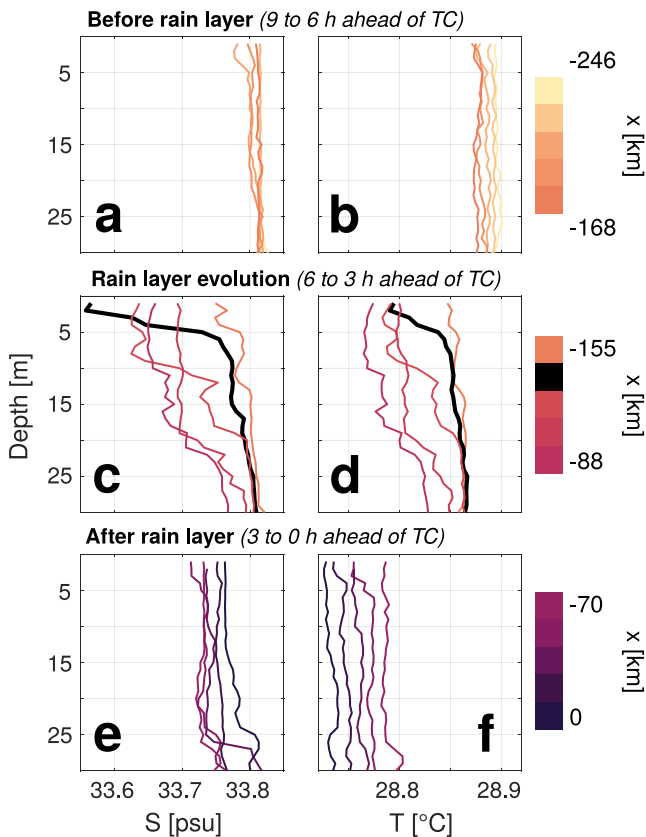 Before rain layer (9 to 6 h ahead of TC)
5
15
25
a
b
-246
-168
x [km]
Rain layer evolution (6 to 3 h ahead of TC)
Depth [m]
5
15
25
c
d
-155
-88
x [km]
After rain layer (3 to 0 h ahead of TC)
5
15
25
e
f
-70
0
x [km]
33.6 33.7 33.8
28.8 28.9
S [psu]
T [°C]